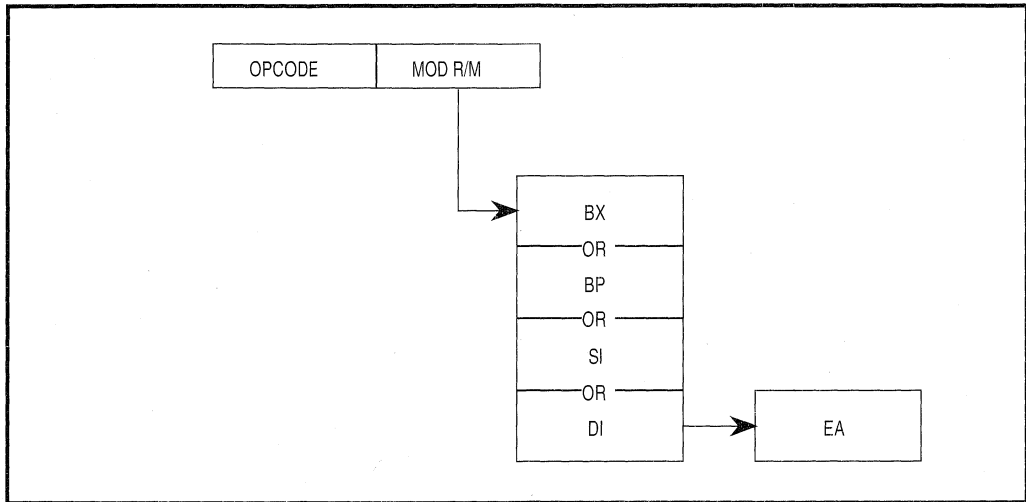 OPCODE MOD R/M
BX
OR
BP
OR
SI
OR
DI
EA